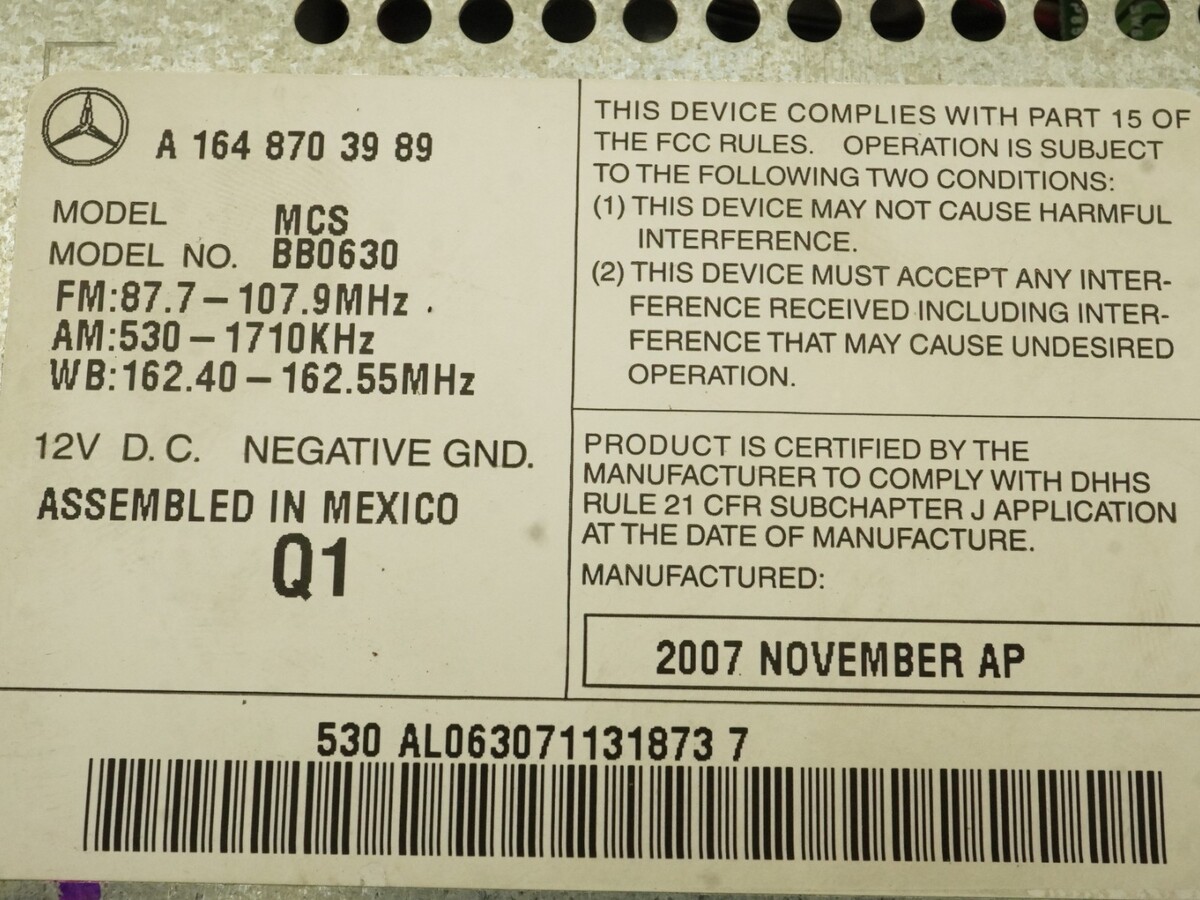 A 164 870 39 89
MODEL MCS
MODEL NO. BB0630
FM:87.7–107.9MHz .
AM:530–1710KHz
WB:162.40–162.55MHz
12V D.C. NEGATIVE GND.
ASSEMBLED IN MEXICO
Q1
THIS DEVICE COMPLIES WITH PART 15 OF
THE FCC RULES. OPERATION IS SUBJECT
TO THE FOLLOWING TWO CONDITIONS:
(1) THIS DEVICE MAY NOT CAUSE HARMFUL
INTERFERENCE.
(2) THIS DEVICE MUST ACCEPT ANY INTER-
FERENCE RECEIVED INCLUDING INTER-
FERENCE THAT MAY CAUSE UNDESIRED
OPERATION.
PRODUCT IS CERTIFIED BY THE
MANUFACTURER TO COMPLY WITH DHHS
RULE 21 CFR SUBCHAPTER J APPLICATION
AT THE DATE OF MANUFACTURE.
MANUFACTURED:
2007 NOVEMBER AP
530 AL063071131873 7